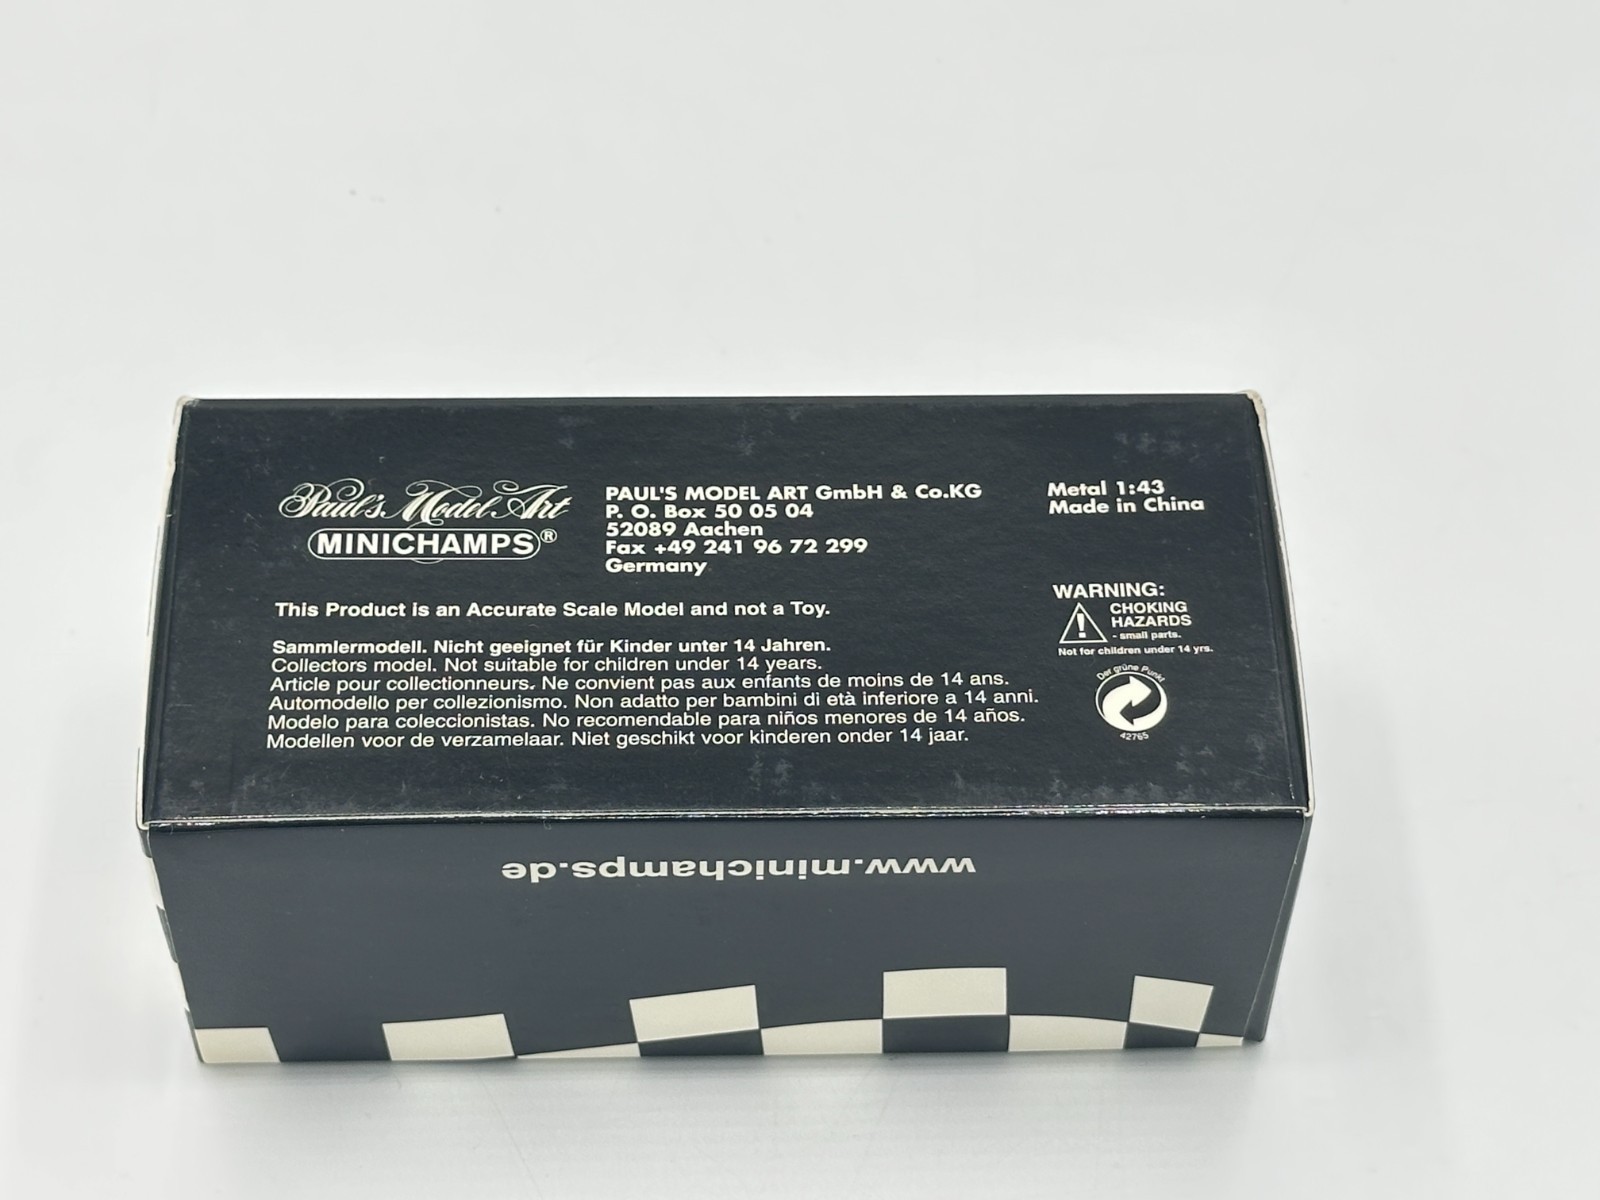 Paul's Model Art
MINICHAMPS®
PAUL'S MODEL ART GmbH & Co.KG
P. O. Box 50 05 04
52089 Aachen
Fax +49 241 96 72 299
Germany
Metal 1:43
Made in China
This Product is an Accurate Scale Model and not a Toy.
Sammlermodell. Nicht geeignet für Kinder unter 14 Jahren.
Collectors model. Not suitable for children under 14 years.
Article pour collectionneurs. Ne convient pas aux enfants de moins de 14 ans.
Automodello per collezionismo. Non adatto per bambini di età inferiore a 14 anni.
Modelo para coleccionistas. No recomendable para niños menores de 14 años.
Modellen voor de verzamelaar. Niet geschikt voor kinderen onder 14 jaar.
WARNING:
CHOKING
HAZARDS
- small parts.
Not for children under 14 yrs.
Der grüne Punkt
42765
www.minichamps.de